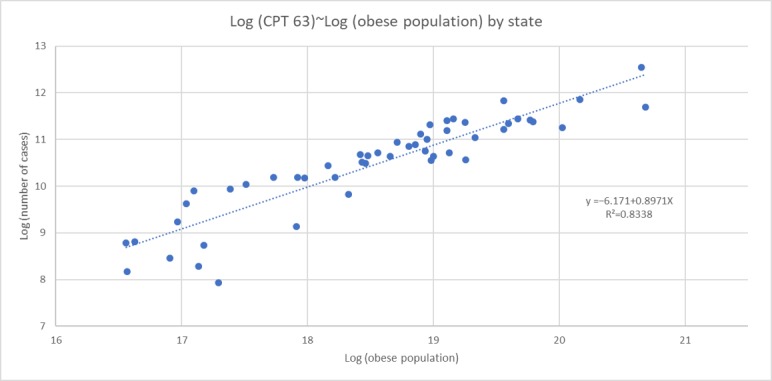 Log (CPT 63)~Log (obese population) by state
13
12
11
10
9
8
7
Log (number of cases)
y =−6.171+0.8971X
R²=0.8338
16 17 18 19 20 21
Log (obese population)